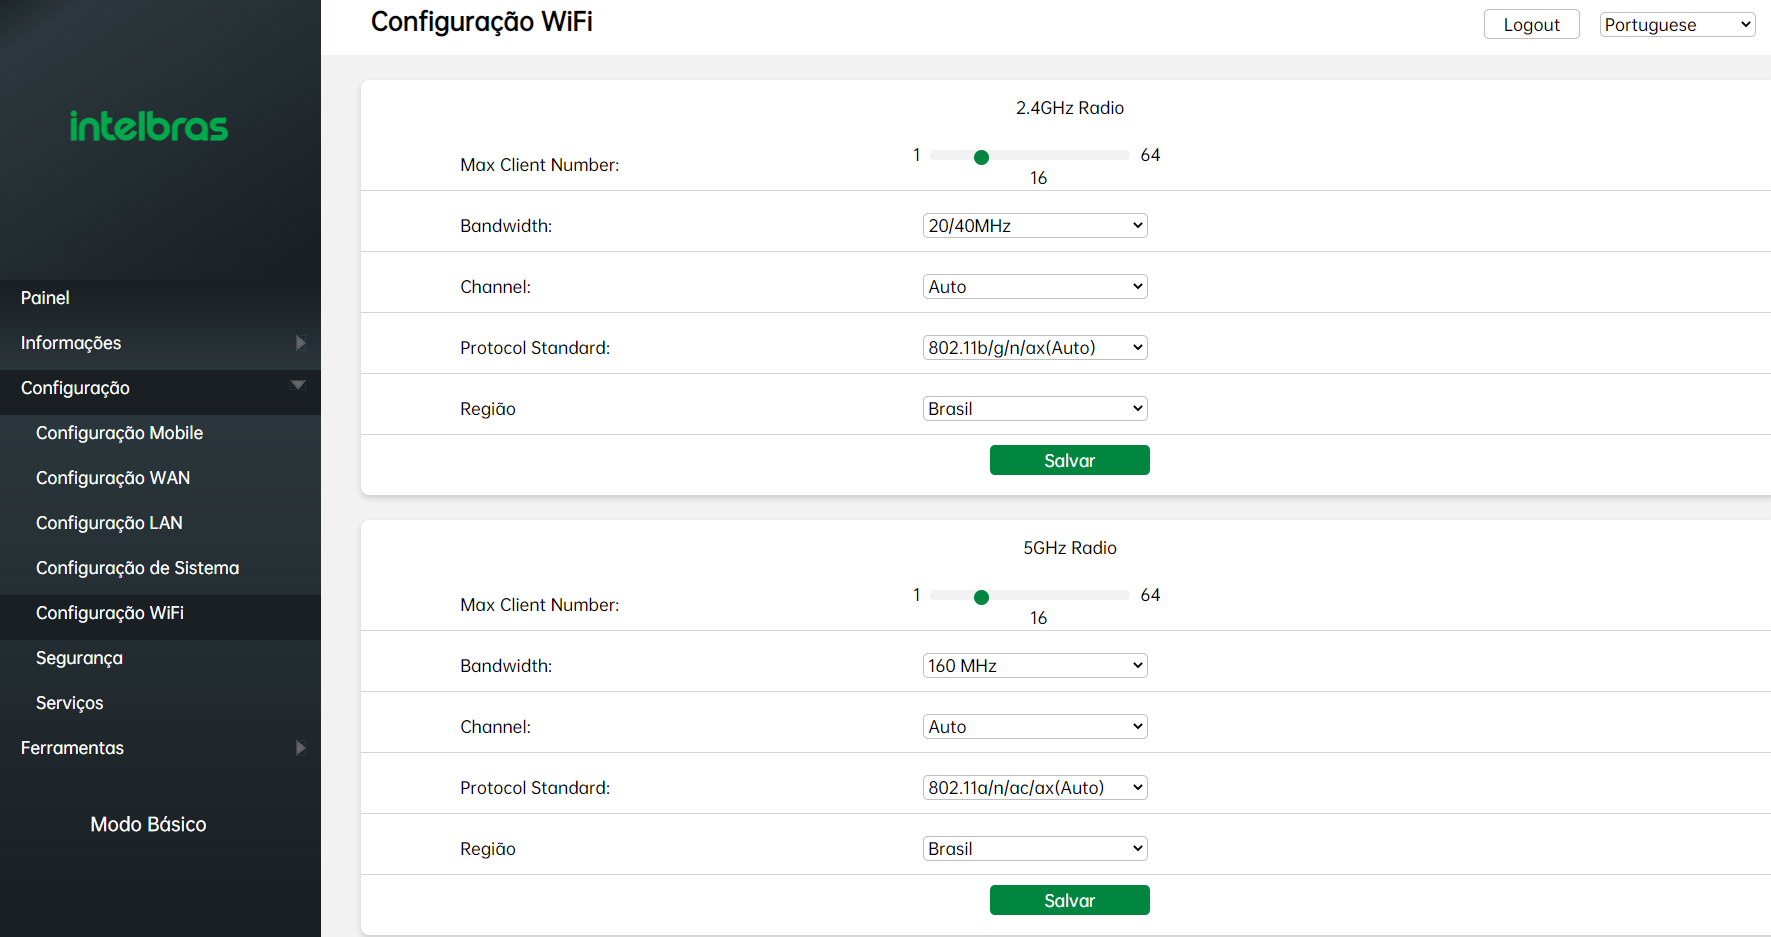 Configuração WiFi
Logout
Portuguese
intelbras
Painel
Informações
Configuração
Configuração Mobile
Configuração WAN
Configuração LAN
Configuração de Sistema
Configuração WiFi
Segurança
Serviços
Ferramentas
Modo Básico
2.4GHz Radio
Max Client Number: 1 64
16
Bandwidth: 20/40MHz
Channel: Auto
Protocol Standard: 802.11b/g/n/ax(Auto)
Região Brasil
Salvar
5GHz Radio
Max Client Number: 1 64
16
Bandwidth: 160 MHz
Channel: Auto
Protocol Standard: 802.11a/n/ac/ax(Auto)
Região Brasil
Salvar